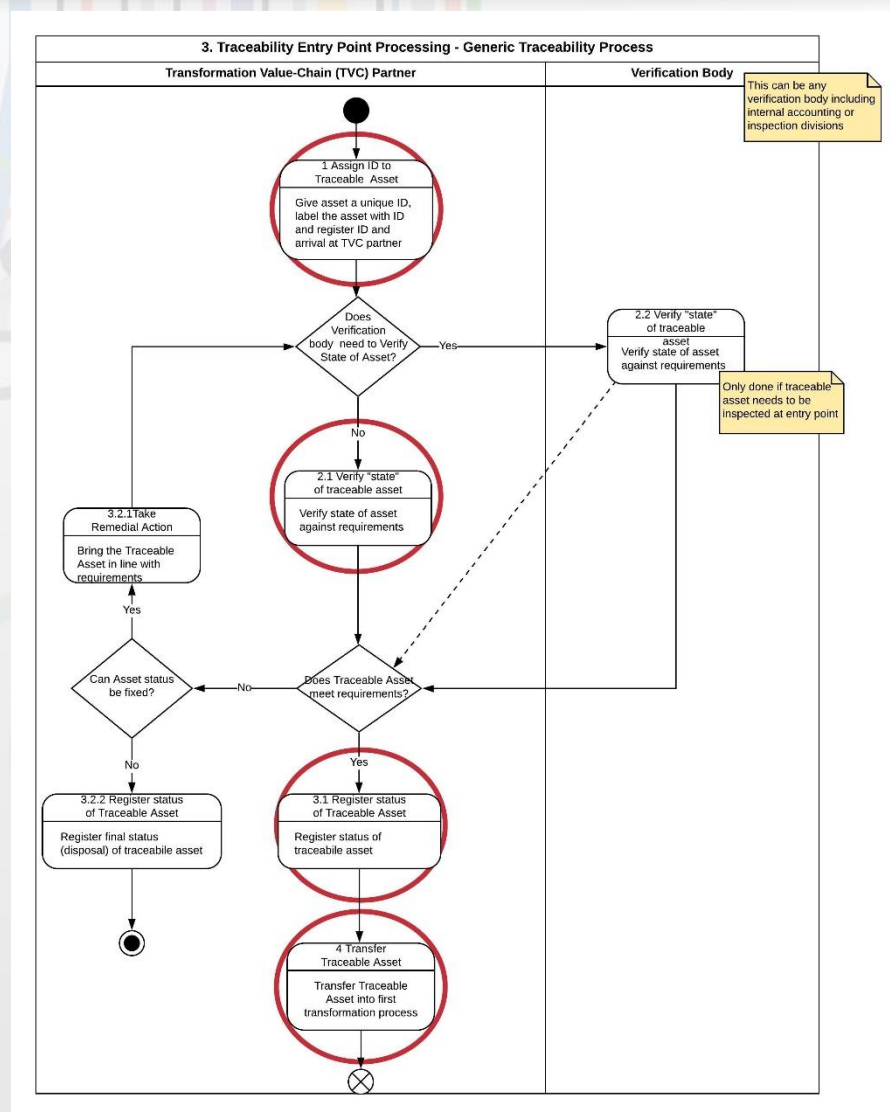 3. Traceability Entry Point Processing - Generic Traceability Process
Transformation Value-Chain (TVC) Partner
Verification Body
This can be any
verification body including
internal accounting or
inspection divisions
1 Assign ID to
Traceable Asset
Give asset a unique ID,
label the asset with ID
and register ID and
arrival at TVC partner
Does
Verification
body need to Verify
State of Asset?
Yes
2.2 Verify "state"
of traceable
asset
Verify state of asset
against requirements
Only done if traceable
asset needs to be
inspected at entry point
No
2.1 Verify "state"
of traceable asset
Verify state of asset
against requirements
3.2.1Take
Remedial Action
Bring the Traceable
Asset in line with
requirements
Yes
Can Asset status
be fixed?
No
Does Traceable Asset
meet requirements?
No
Yes
3.2.2 Register status
of Traceable Asset
Register final status
(disposal) of traceabile asset
3.1 Register status
of Traceable Asset
Register status of
traceabile asset
4 Transfer
Traceable Asset
Transfer Traceable
Asset into first
transformation process